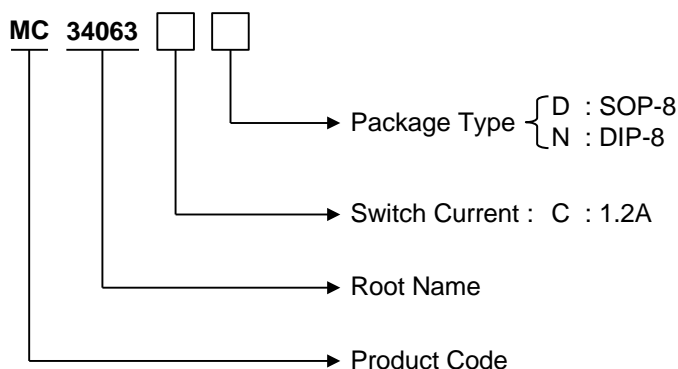 MC 34063
Package Type D : SOP-8
N : DIP-8
Switch Current : C : 1.2A
Root Name
Product Code